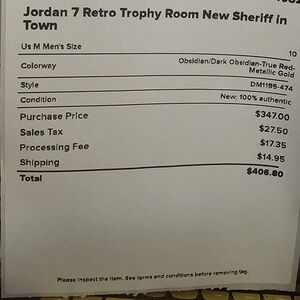 Jordan 7 Retro Trophy Room New Sheriff in
Town
Us M Men's Size 10
Colorway Obsidian/Dark Obsidian-True Red-
Metallic Gold
Style DM1195-474
Condition New; 100% authentic
Purchase Price $347.00
Sales Tax $27.50
Processing Fee $17.35
Shipping $14.95
Total $406.80
Please inspect the item. See terms and conditions before removing tag.